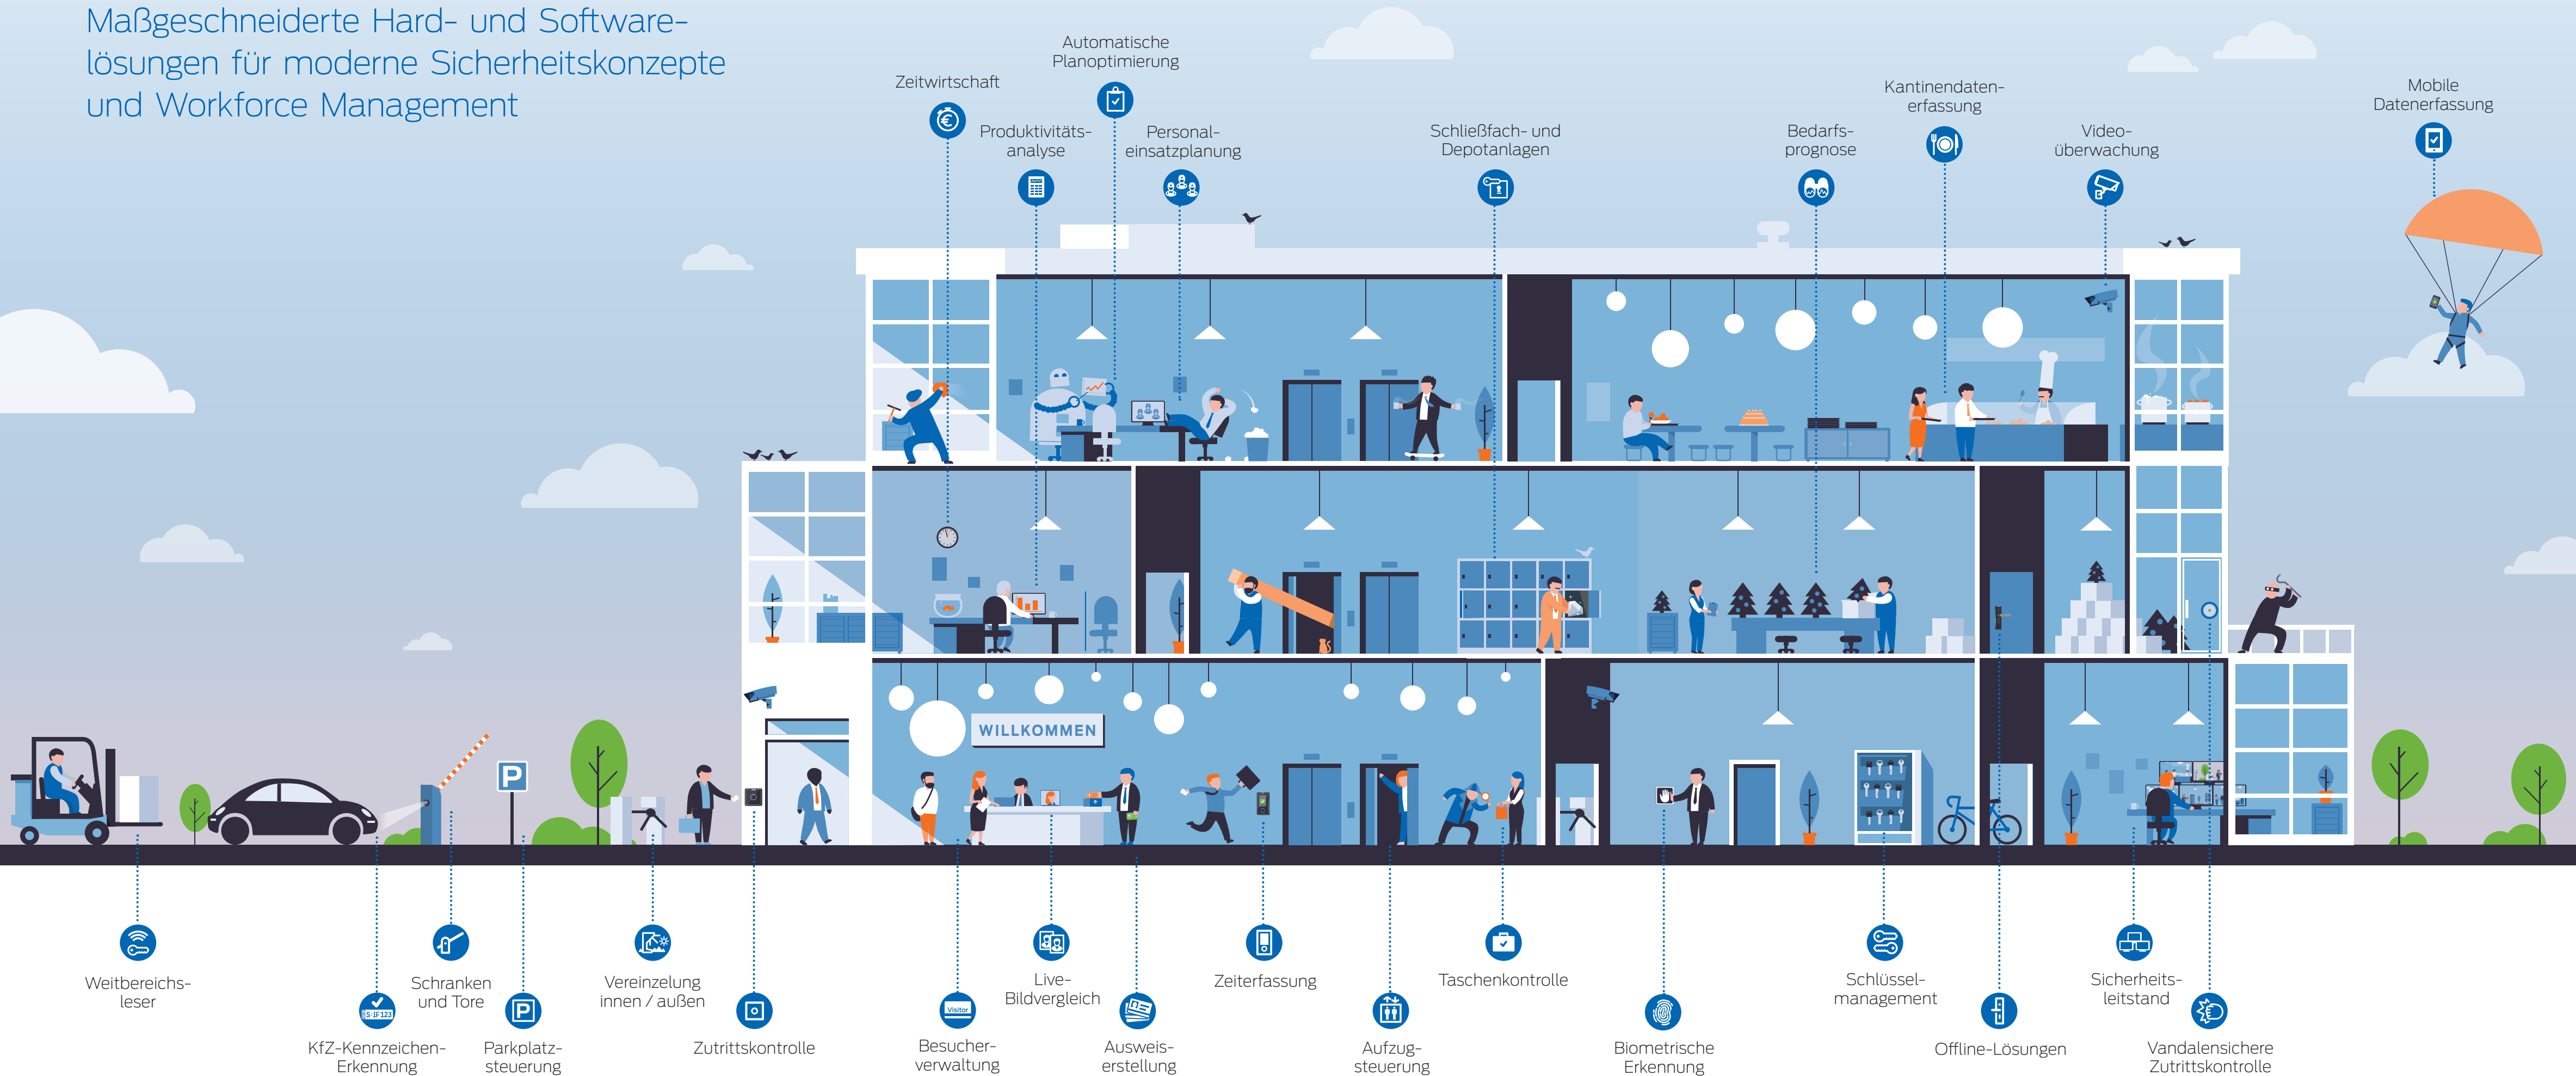 Maßgeschneiderte Hard- und Software-
lösungen für moderne Sicherheitskonzepte
und Workforce Management
Zeitwirtschaft
Automatische
Planoptimierung
Produktivitäts-
analyse
Personal-
einsatzplanung
Schließfach- und
Depotanlagen
Bedarfs-
prognose
Kantinendaten-
erfassung
Video-
überwachung
Mobile
Datenerfassung
WILLKOMMEN
P
Weitbereichs-
leser
S:IF 123
KfZ-Kennzeichen-
Erkennung
Schranken
und Tore
P
Parkplatz-
steuerung
Vereinzelung
innen / außen
Zutrittskontrolle
Visitor
Besucher-
verwaltung
Live-
Bildvergleich
Ausweis-
erstellung
Zeiterfassung
Aufzug-
steuerung
Taschenkontrolle
Biometrische
Erkennung
Schlüssel-
management
Offline-Lösungen
Sicherheits-
leitstand
Vandalensichere
Zutrittskontrolle